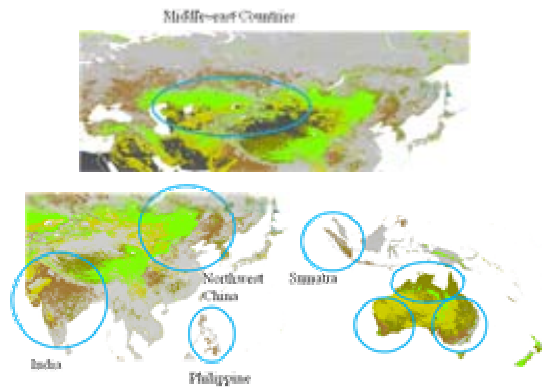 Middle-east Countries
Northwest
China
Sumatra
India
Philippine